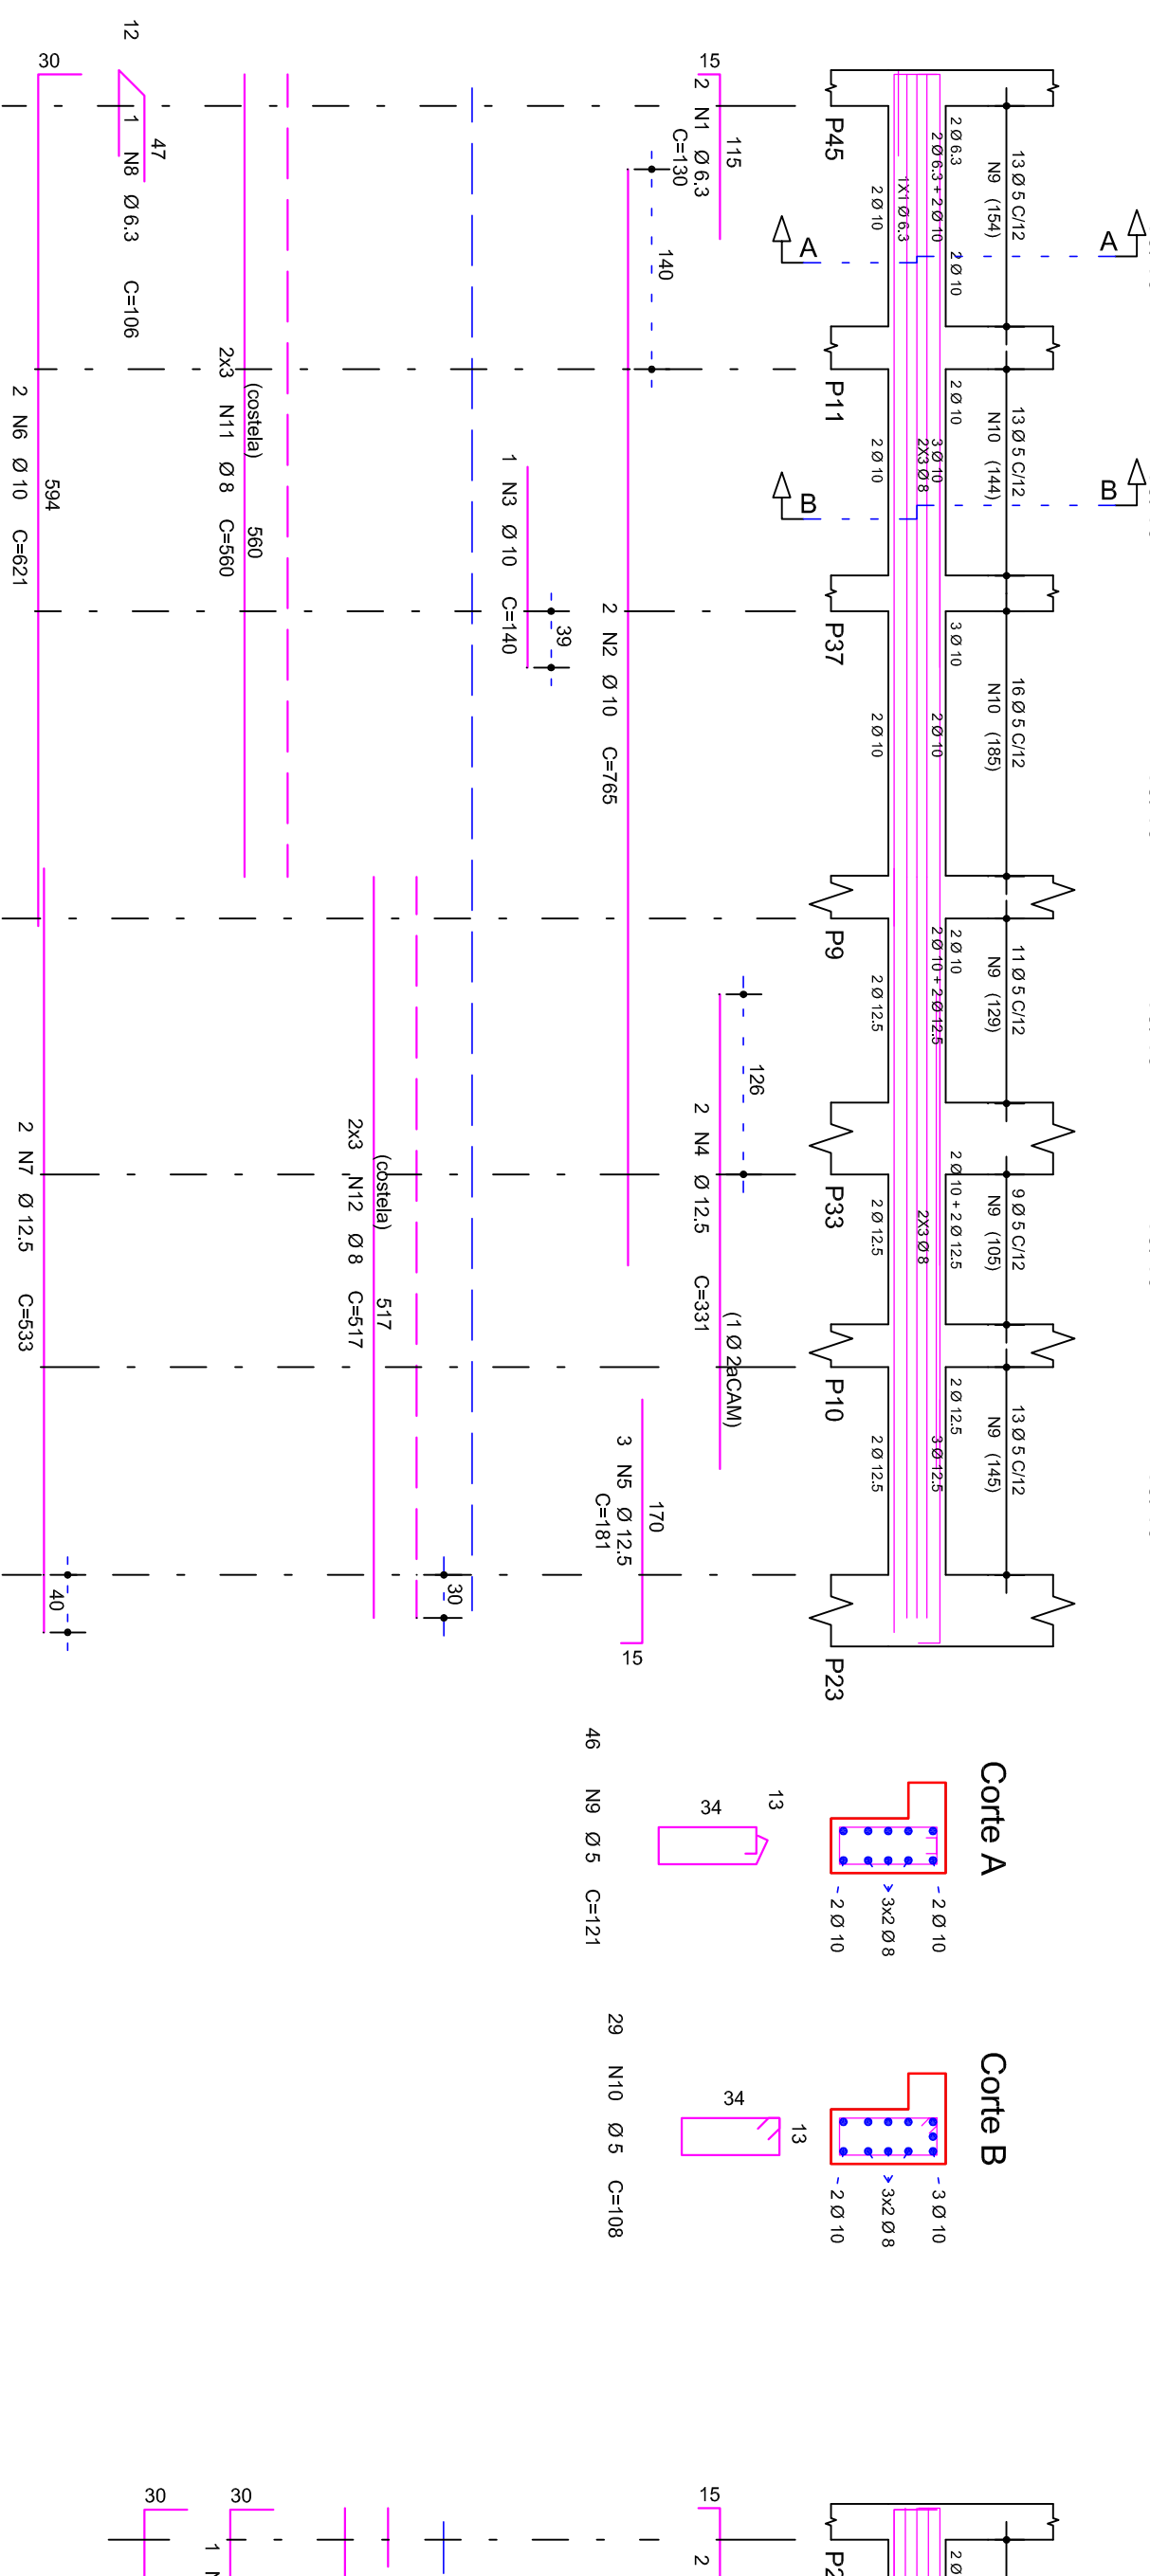 13 Ø 5 C/12
N9 (154)
13 Ø 5 C/12
N10 (144)
16 Ø 5 C/12
N10 (185)
11 Ø 5 C/12
N9 (129)
9 Ø 5 C/12
N9 (105)
13 Ø 5 C/12
N9 (145)
A
B
2 Ø 6.3
2 Ø 10
2 Ø 10
3 Ø 10
2 Ø 10
2 Ø 10 + 2 Ø 12.5
2 Ø 12.5
2 Ø 6.3 + 2 Ø 10
3 Ø 10
2 Ø 10
2 Ø 10 + 2 Ø 12.5
3 Ø 12.5
1X1 Ø 6.3
2X3 Ø 8
2X3 Ø 8
2 Ø 10
2 Ø 10
2 Ø 10
2 Ø 12.5
2 Ø 12.5
2 Ø 12.5
A
B
P45
P11
P37
P9
P33
P10
P23
15
115
2 N1 Ø 6.3
C=130
140
2 N2 Ø 10 C=765
39
1 N3 Ø 10 C=140
126
2 N4 Ø 12.5 C=331
(1 Ø 2aCAM)
170
3 N5 Ø 12.5
C=181
15
30
2x3 N12 Ø 8 C=517
(costela)
517
2x3 N11 Ø 8 C=560
(costela)
560
12
47
1 N8 Ø 6.3 C=106
30
594
2 N6 Ø 10 C=621
2 N7 Ø 12.5 C=533
40
Corte A
2 Ø 10
3x2 Ø 8
2 Ø 10
13
34
46 N9 Ø 5 C=121
Corte B
3 Ø 10
3x2 Ø 8
2 Ø 10
13
34
29 N10 Ø 5 C=108
15
30
30
2
1